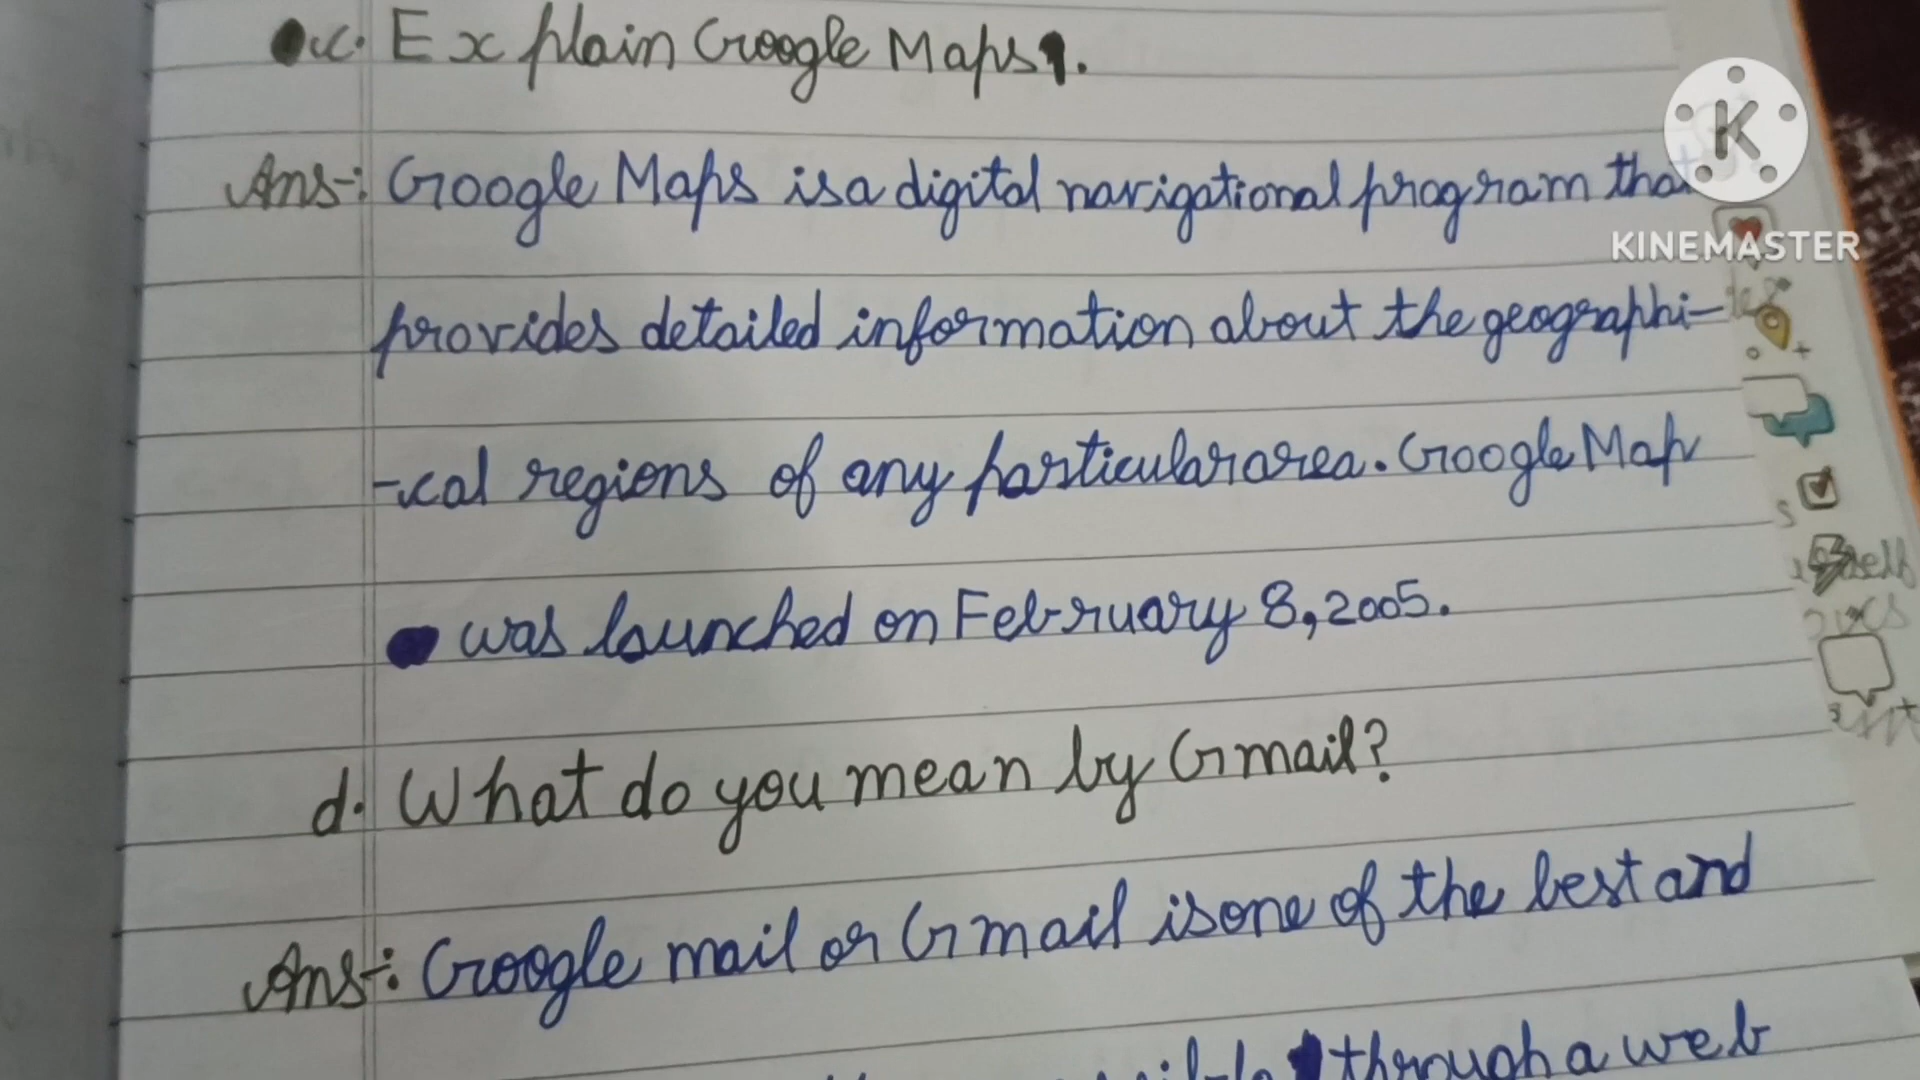 c. Explain Google Maps.
K
Ans-: Google Maps is a digital navigational program that
KINEMASTER
provides detailed information about the geographi-
-cal regions of any particular area. Google Map
was launched on February 8, 2005.
d. What do you mean by Gmail?
Ans-: Google mail or Gmail is one of the best and
through a web